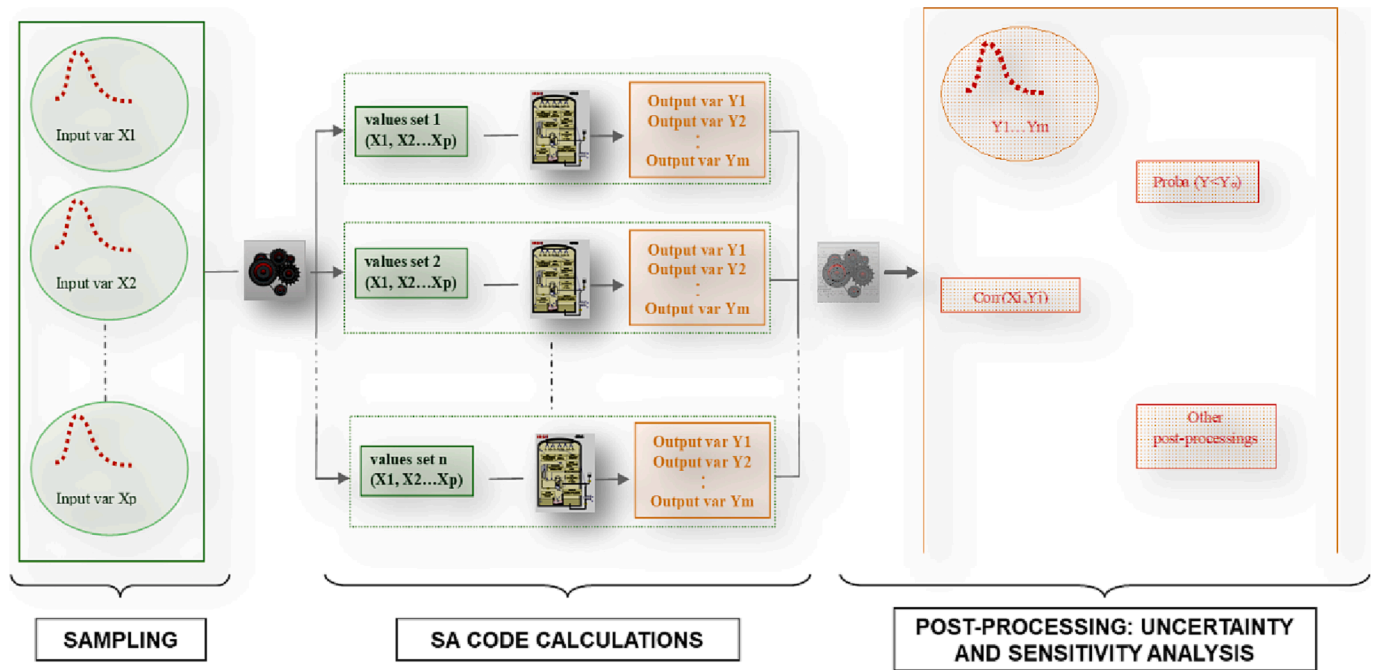 Input var X1
Input var X2
Input var Xp
SAMPLING
values set 1
(X1, X2…Xp)
Output var Y1
Output var Y2
:
Output var Ym
values set 2
(X1, X2…Xp)
Output var Y1
Output var Y2
:
Output var Ym
values set n
(X1, X2…Xp)
Output var Y1
Output var Y2
:
Output var Ym
SA CODE CALCULATIONS
Y1…Ym
Proba (Y<Yα)
Corr(Xi,Yj)
Other
post-processings
POST-PROCESSING: UNCERTAINTY
AND SENSITIVITY ANALYSIS